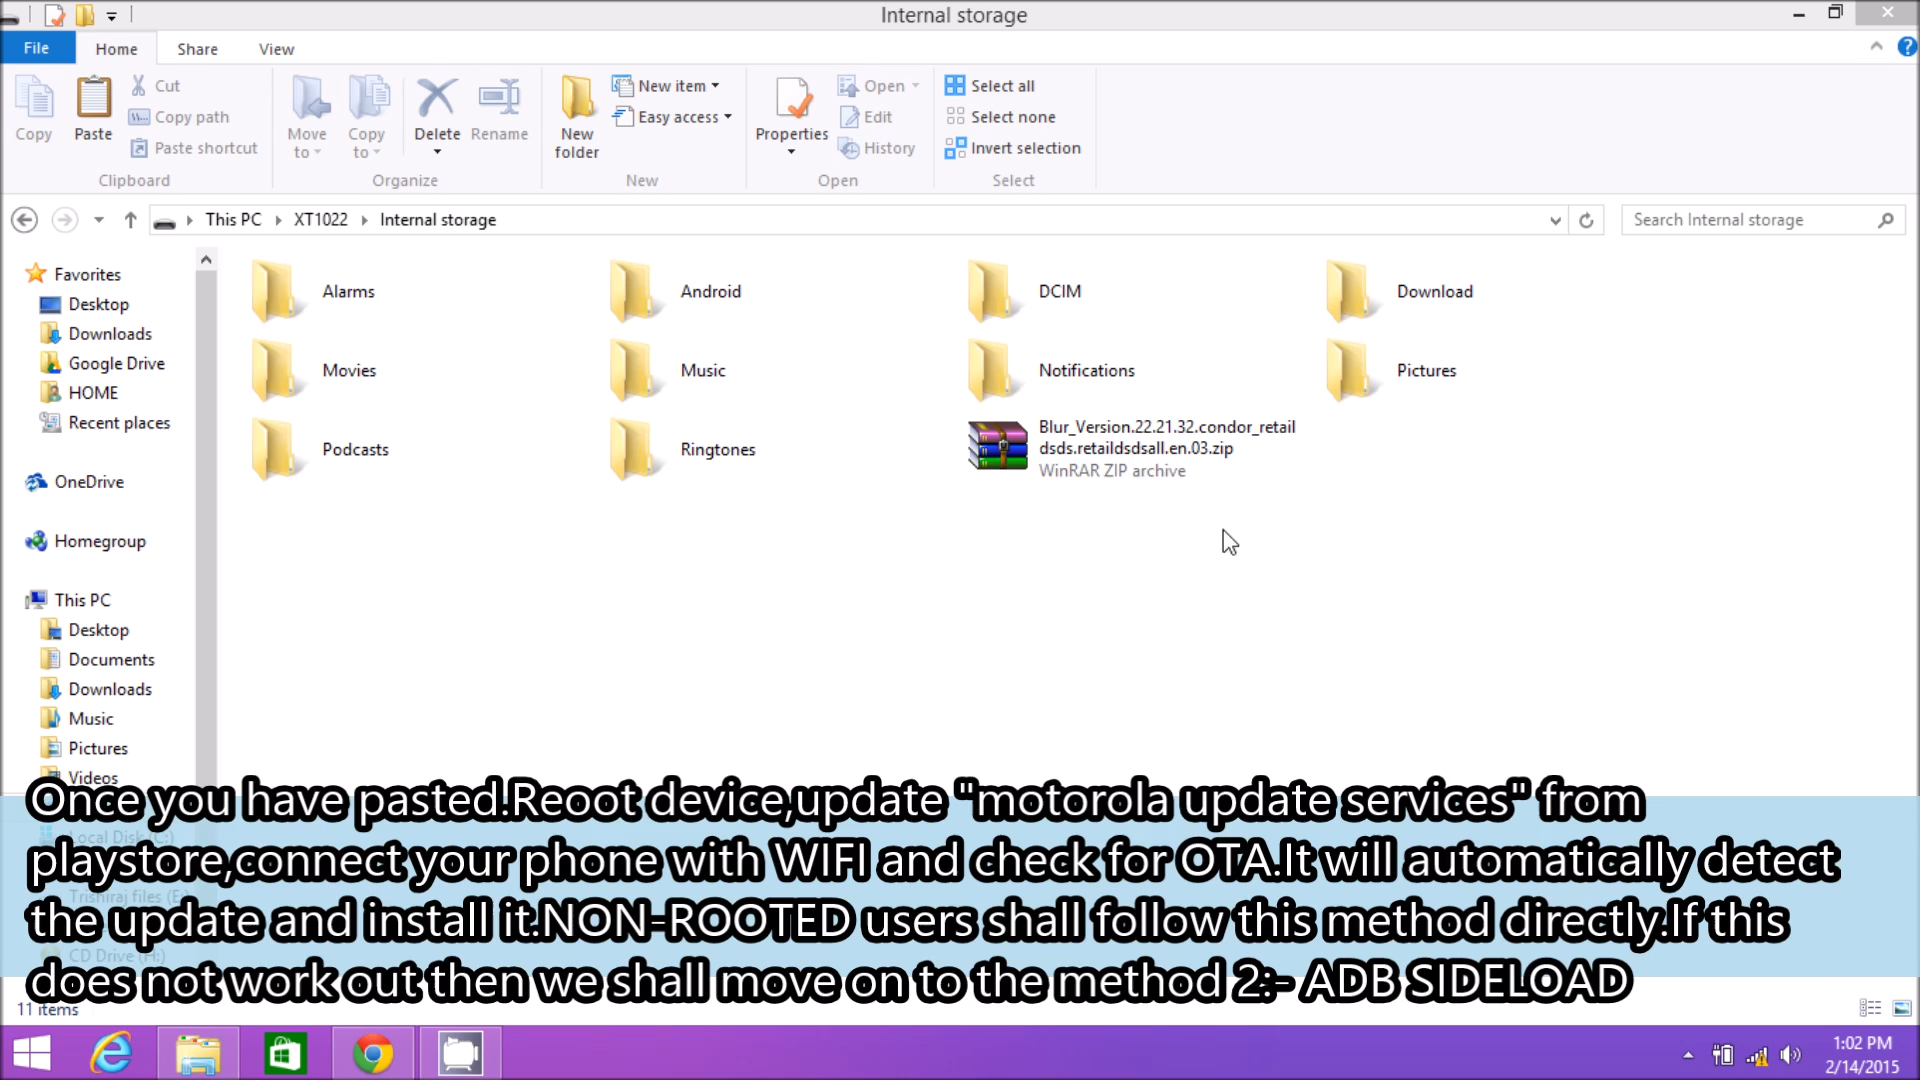 Internal storage
File
Home
Share
View
Copy
Paste
Cut
Copy path
Paste shortcut
Clipboard
Move to
Copy to
Delete
Rename
Organize
New folder
New item
Easy access
New
Properties
Open
Edit
History
Open
Select all
Select none
Invert selection
Select
This PC
XT1022
Internal storage
Search Internal storage
Favorites
Desktop
Downloads
Google Drive
HOME
Recent places
OneDrive
Homegroup
This PC
Desktop
Documents
Downloads
Music
Pictures
Videos
Local Disk (C:)
Trishiraj files (E:)
CD Drive (H:)
Alarms
Android
DCIM
Download
Movies
Music
Notifications
Pictures
Podcasts
Ringtones
Blur_Version.22.21.32.condor_retail
dsds.retaildsdsall.en.03.zip
WinRAR ZIP archive
Once you have pasted.Reoot device,update "motorola update services" from
playstore,connect your phone with WIFI and check for OTA.It will automatically detect
the update and install it.NON-ROOTED users shall follow this method directly.If this
does not work out then we shall move on to the method 2:- ADB SIDELOAD
11 items
1:02 PM
2/14/2015